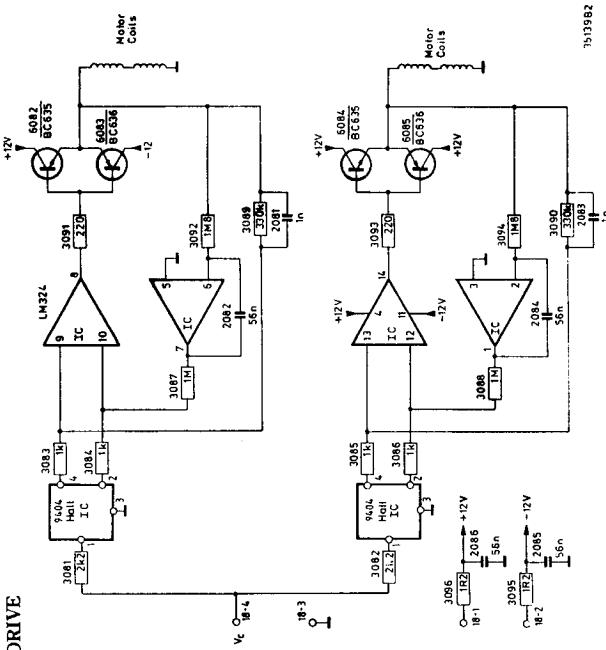 DRIVE
Motor
Coils
+12V
6082
BC635
6083
BC636
-12
3091
220
LM324
8
9
IC
10
3092
1M8
3089
330k
2081
1n
5
6
IC
7
2082
56n
3087
1M
3083
1k
3084
1k
4
2
9404
Hall
IC
3
1
3081
2k2
Motor
Coils
+12V
6084
BC635
6085
BC636
+12V
3093
220
14
+12V
4
13
IC
11
12
-12V
3094
1M8
3090
330k
2083
1n
3
2
IC
1
2084
56n
3088
1M
3085
1k
3086
1k
4
2
9404
Hall
IC
3
1
3082
2k2
Vc
18-4
18-3
3096
1R2
+12V
2086
56n
18-1
3095
1R2
-12V
2085
56n
18-2
35139B2